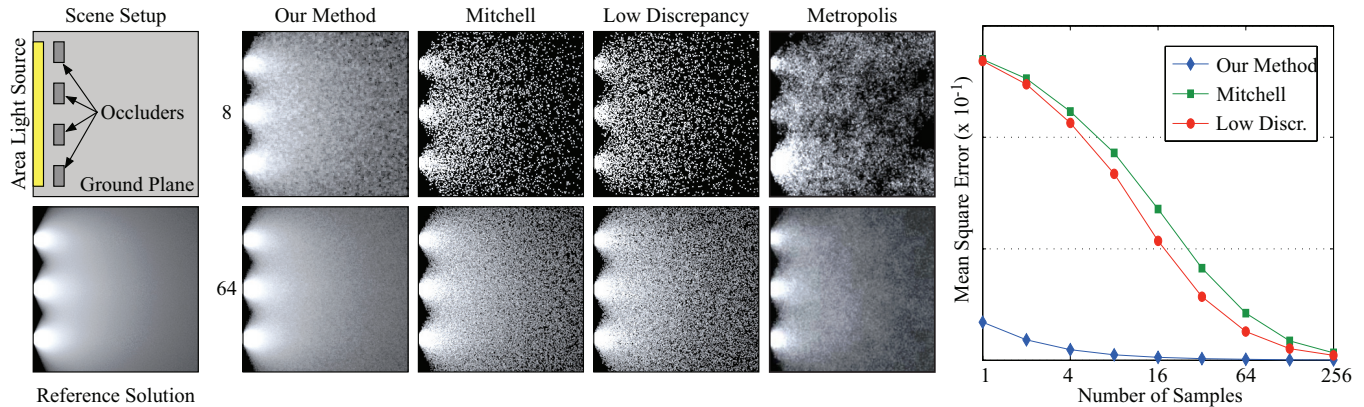 Scene Setup
Our Method
Mitchell
Low Discrepancy
Metropolis
Area Light Source
Occluders
Ground Plane
8
64
Reference Solution
Mean Square Error (x 10⁻¹)
Our Method
Mitchell
Low Discr.
1
4
16
64
256
Number of Samples